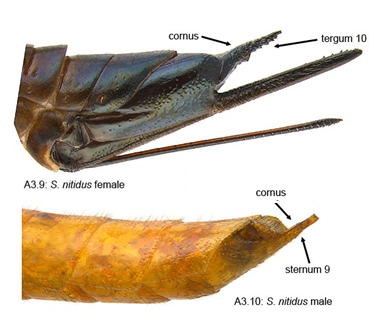 cornus
tergum 10
A3.9: S. nitidus female
cornus
sternum 9
A3.10: S. nitidus male